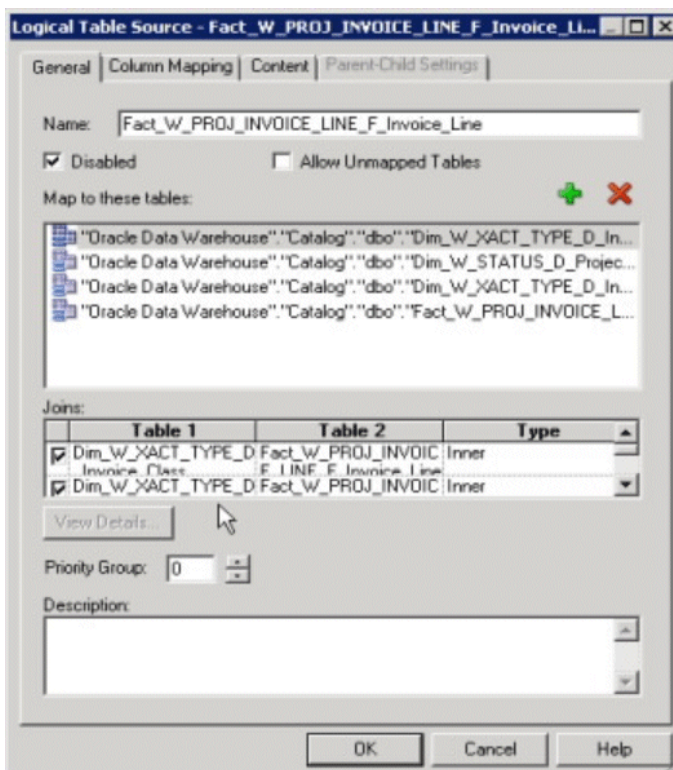 Logical Table Source - Fact_W_PROJ_INVOICE_LINE_F_Invoice_Li...
General Column Mapping Content Parent-Child Settings
Name: Fact_W_PROJ_INVOICE_LINE_F_Invoice_Line
Disabled Allow Unmapped Tables
Map to these tables:
"Oracle Data Warehouse"."Catalog"."dbo"."Dim_W_XACT_TYPE_D_In...
"Oracle Data Warehouse"."Catalog"."dbo"."Dim_W_STATUS_D_Projec...
"Oracle Data Warehouse"."Catalog"."dbo"."Dim_W_XACT_TYPE_D_In...
"Oracle Data Warehouse"."Catalog"."dbo"."Fact_W_PROJ_INVOICE_L...
Joins:
Table 1 Table 2 Type
Dim_W_XACT_TYPE_D Fact_W_PROJ_INVOIC Inner
_Invoice_Class E_LINE_F_Invoice_Line
Dim_W_XACT_TYPE_D Fact_W_PROJ_INVOIC Inner
View Details...
Priority Group: 0
Description:
OK Cancel Help